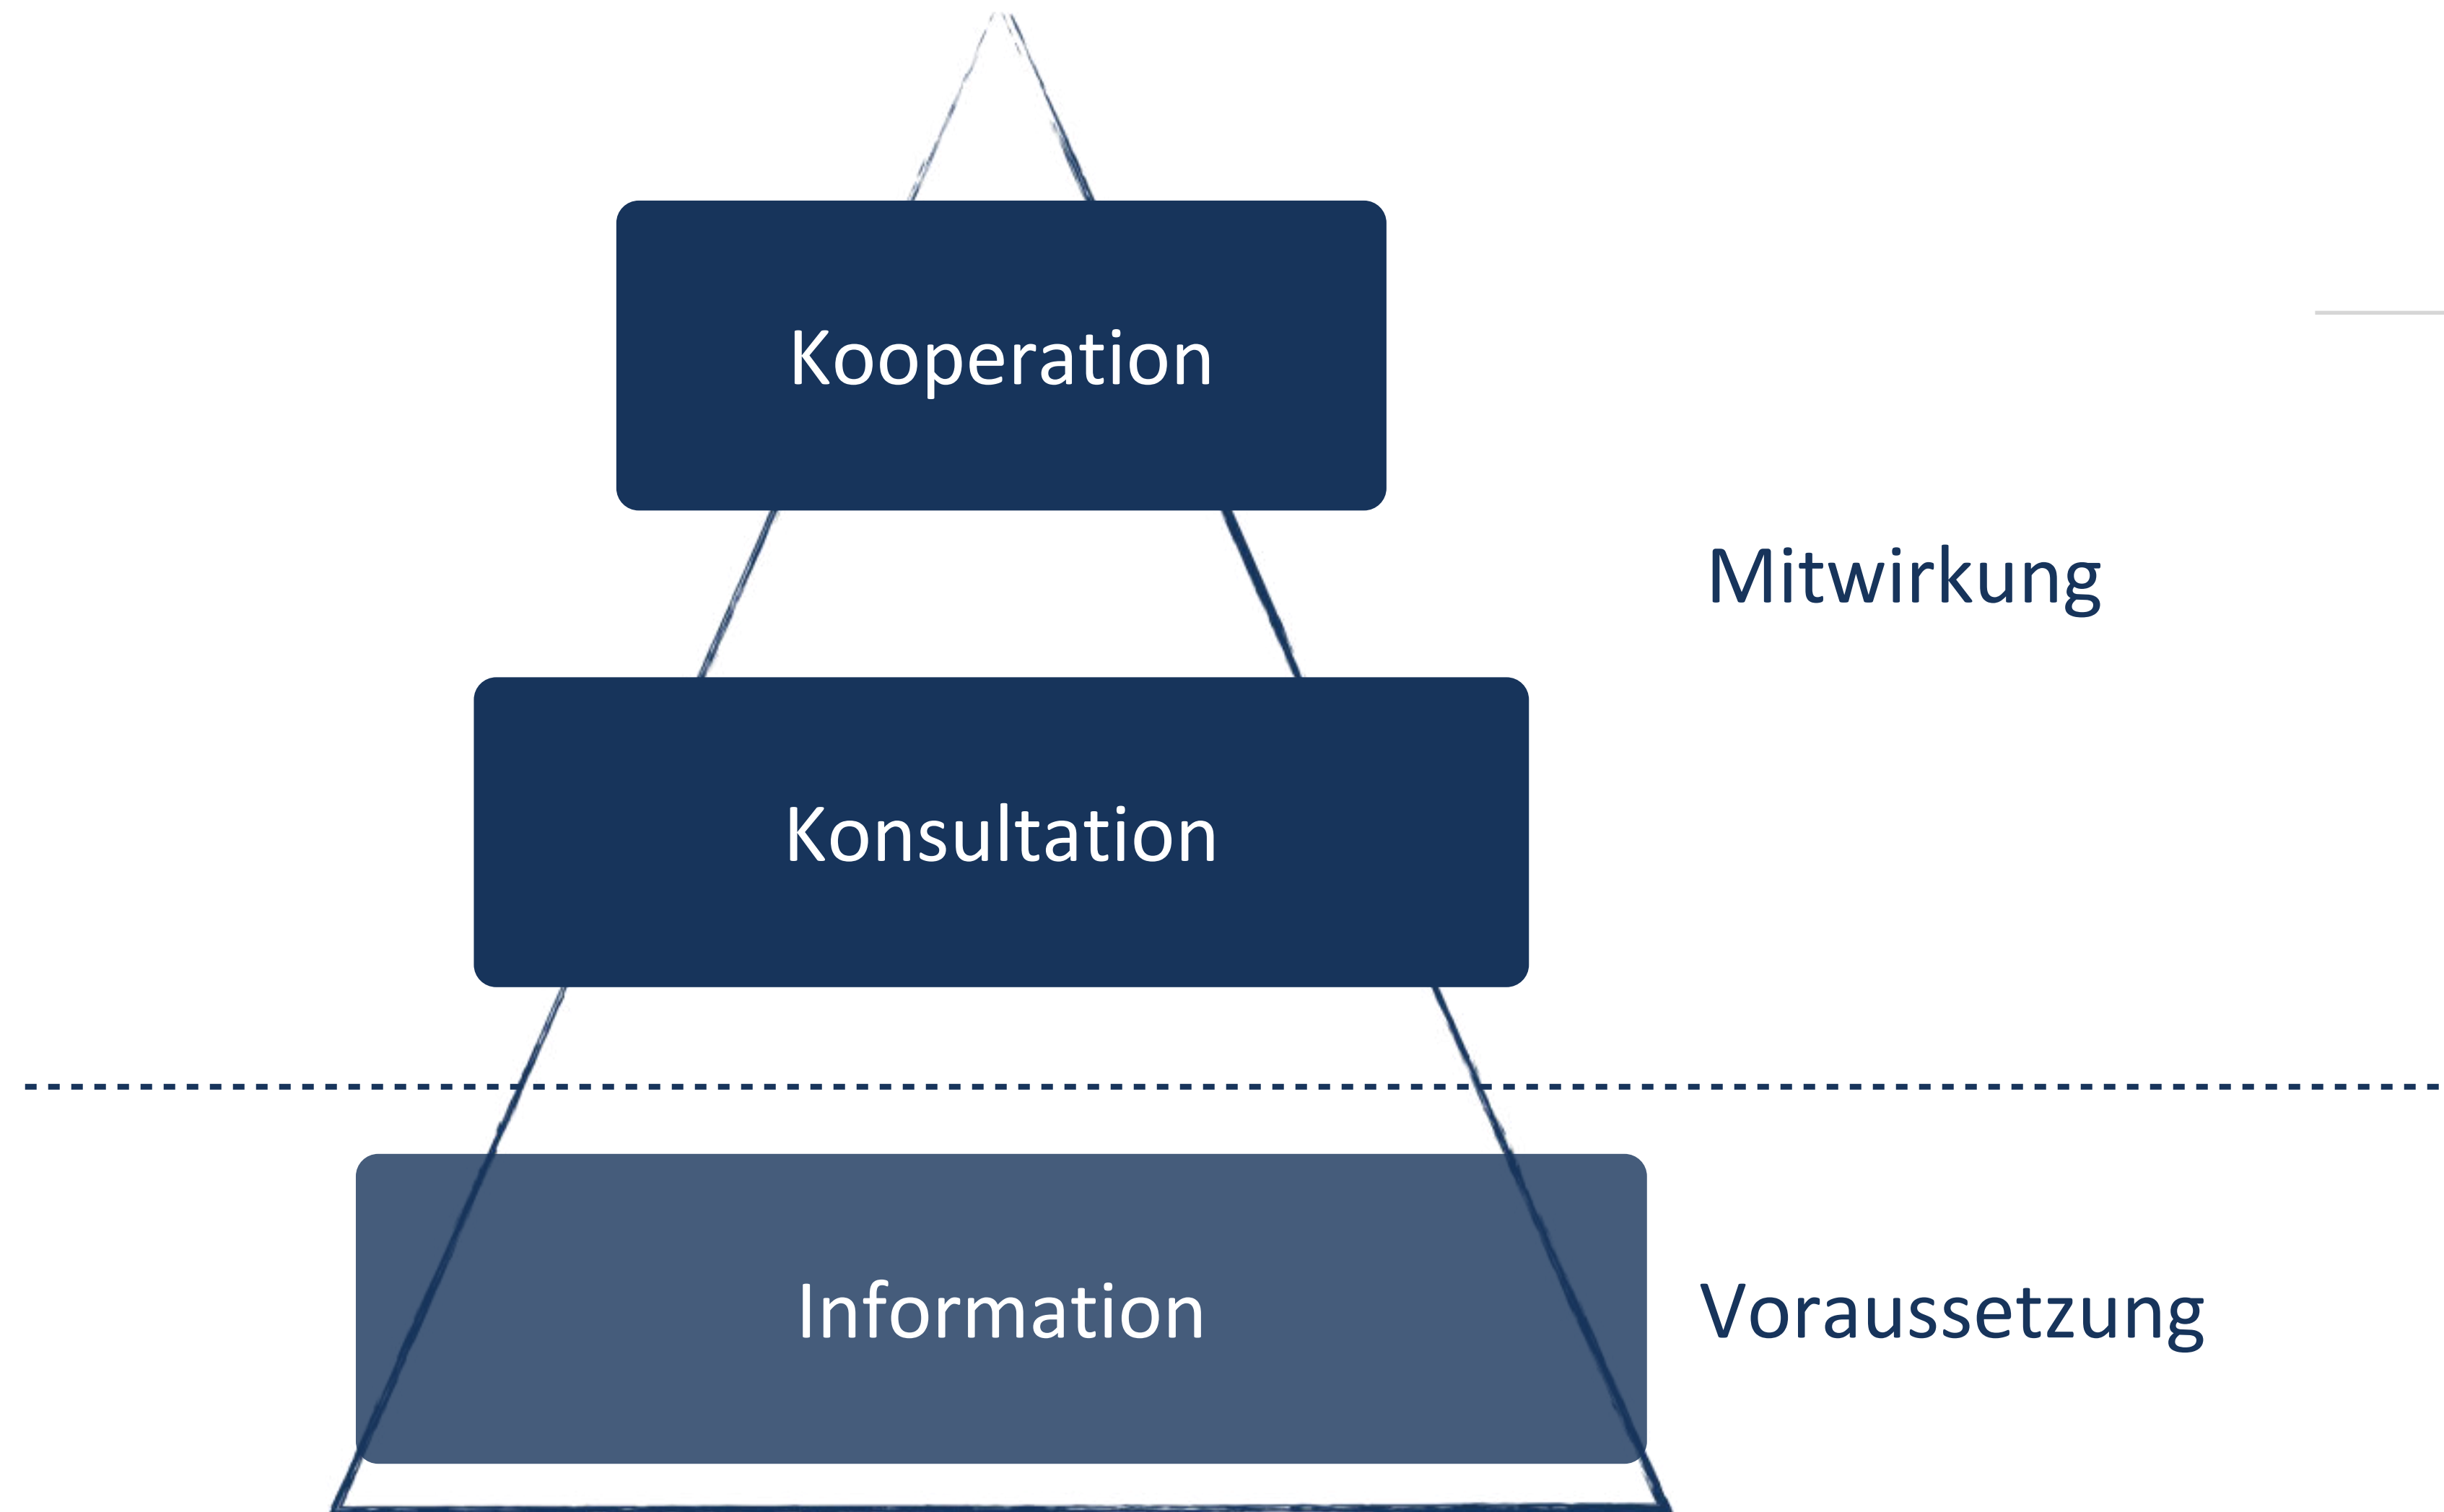 Kooperation
Mitwirkung
Konsultation
Information
Voraussetzung